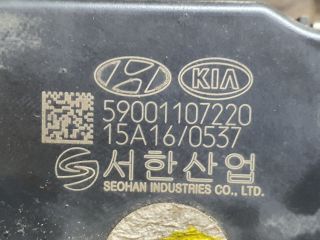 KIA
59001107220
15A16/0537
서한산업
SEOHAN INDUSTRIES CO., LTD.